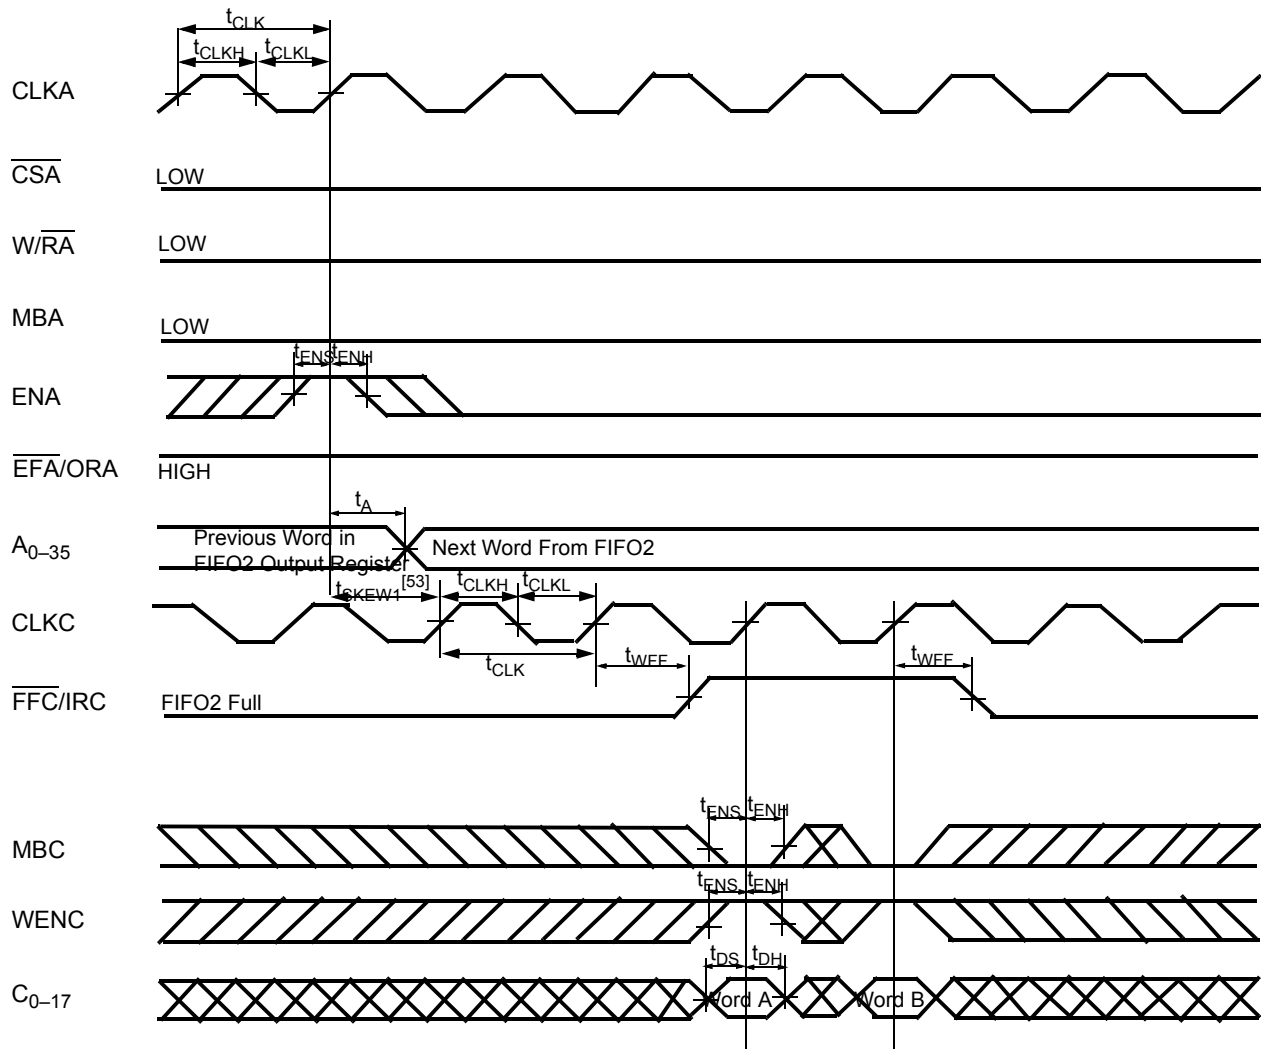 tCLK
tCLKH tCLKL
CLKA
CSA LOW
W/RA LOW
MBA LOW
tENS tENH
ENA
EFA/ORA HIGH
tA
A0–35 Previous Word in
FIFO2 Output Register Next Word From FIFO2
tSKEW1[53] tCLKH tCLKL
CLKC
tCLK tWFF tWFF
FFC/IRC FIFO2 Full
tENS tENH
MBC
tENS tENH
WENC
tDS tDH
C0–17 Word A Word B